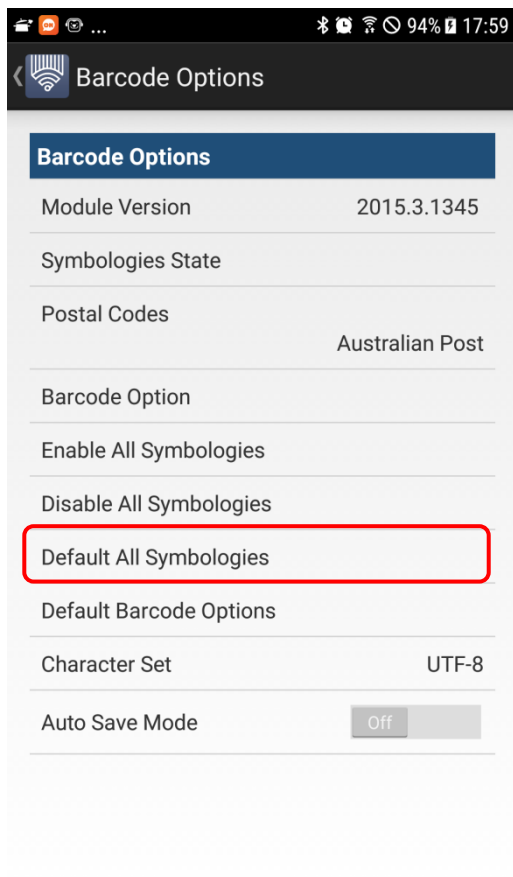 ... 94% 17:59
Barcode Options
Barcode Options
Module Version 2015.3.1345
Symbologies State
Postal Codes
Australian Post
Barcode Option
Enable All Symbologies
Disable All Symbologies
Default All Symbologies
Default Barcode Options
Character Set UTF-8
Auto Save Mode Off